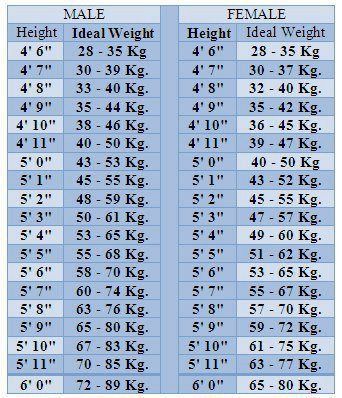 MALE FEMALE
Height Ideal Weight Height Ideal Weight
4' 6" 28 - 35 Kg 4' 6" 28 - 35 Kg
4' 7" 30 - 39 Kg. 4' 7" 30 - 37 Kg.
4' 8" 33 - 40 Kg. 4' 8" 32 - 40 Kg.
4' 9" 35 - 44 Kg. 4' 9" 35 - 42 Kg.
4' 10" 38 - 46 Kg. 4' 10" 36 - 45 Kg.
4' 11" 40 - 50 Kg. 4' 11" 39 - 47 Kg.
5' 0" 43 - 53 Kg. 5' 0" 40 - 50 Kg
5' 1" 45 - 55 Kg. 5' 1" 43 - 52 Kg.
5' 2" 48 - 59 Kg. 5' 2" 45 - 55 Kg.
5' 3" 50 - 61 Kg. 5' 3" 47 - 57 Kg.
5' 4" 53 - 65 Kg. 5' 4" 49 - 60 Kg.
5' 5" 55 - 68 Kg. 5' 5" 51 - 62 Kg.
5' 6" 58 - 70 Kg. 5' 6" 53 - 65 Kg.
5' 7" 60 - 74 Kg. 5' 7" 55 - 67 Kg.
5' 8" 63 - 76 Kg. 5' 8" 57 - 70 Kg.
5' 9" 65 - 80 Kg. 5' 9" 59 - 72 Kg.
5' 10" 67 - 83 Kg. 5' 10" 61 - 75 Kg.
5' 11" 70 - 85 Kg. 5' 11" 63 - 77 Kg.
6' 0" 72 - 89 Kg. 6' 0" 65 - 80 Kg.